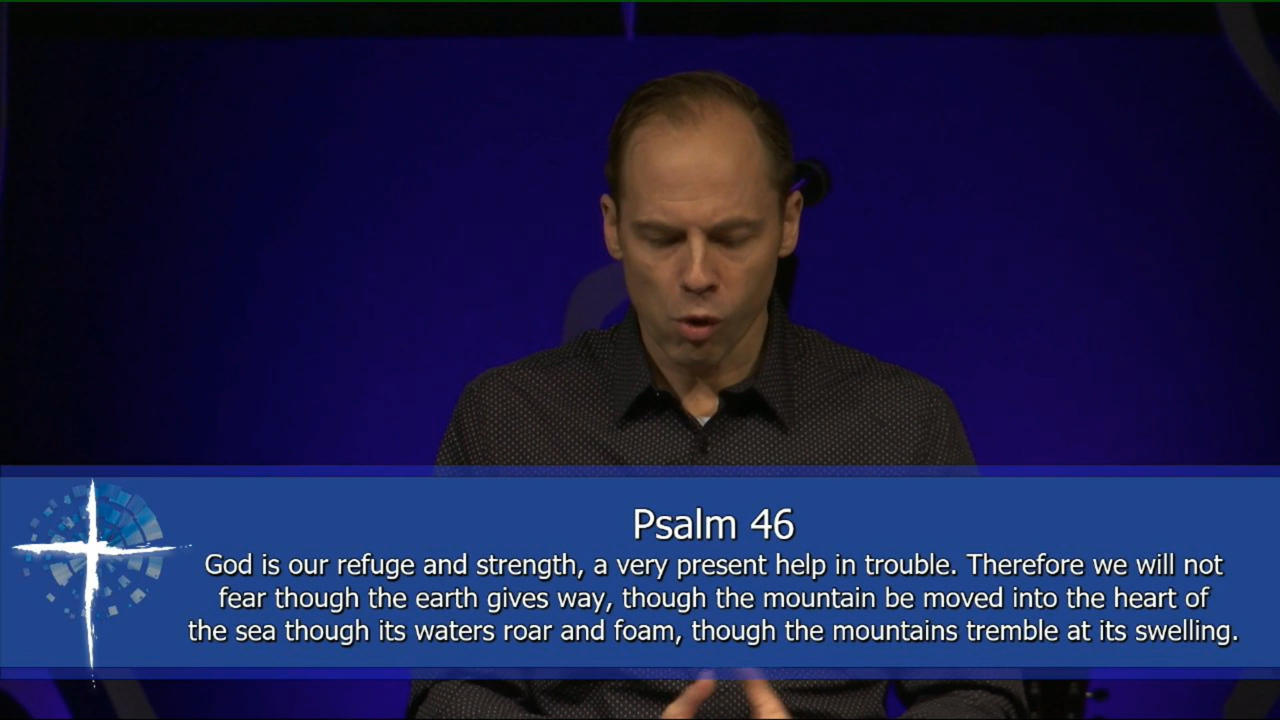 Psalm 46
God is our refuge and strength, a very present help in trouble. Therefore we will not
fear though the earth gives way, though the mountain be moved into the heart of
the sea though its waters roar and foam, though the mountains tremble at its swelling.